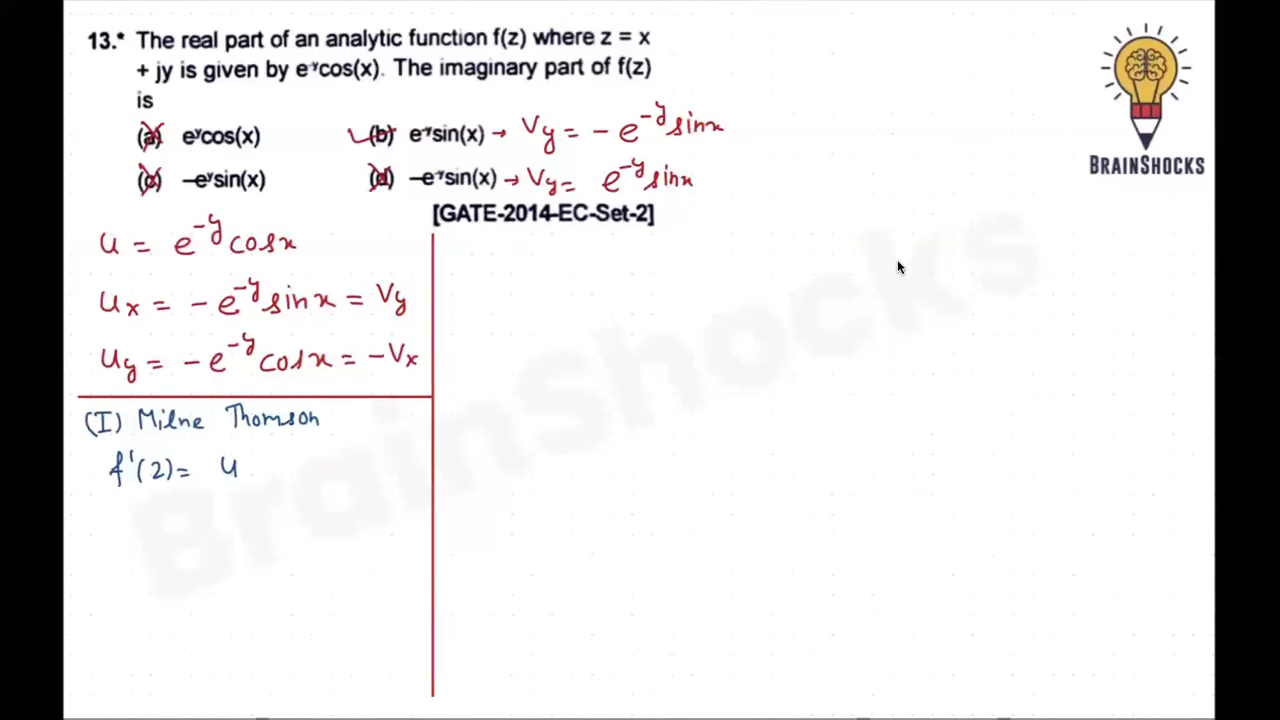 13.* The real part of an analytic function f(z) where z = x
+ jy is given by e⁻ʸcos(x). The imaginary part of f(z)
is
(a) eʸcos(x) (b) e⁻ʸsin(x) → Vy = - e^-y sinx
(c) –eʸsin(x) (d) –e⁻ʸsin(x) → Vy = e^-y sinx
[GATE-2014-EC-Set-2]
BRAINSHOCKS
u = e^-y cosx
ux = - e^-y sinx = Vy
uy = - e^-y cosx = - Vx
(I) Milne Thomson
f'(z) = u
BrainShocks